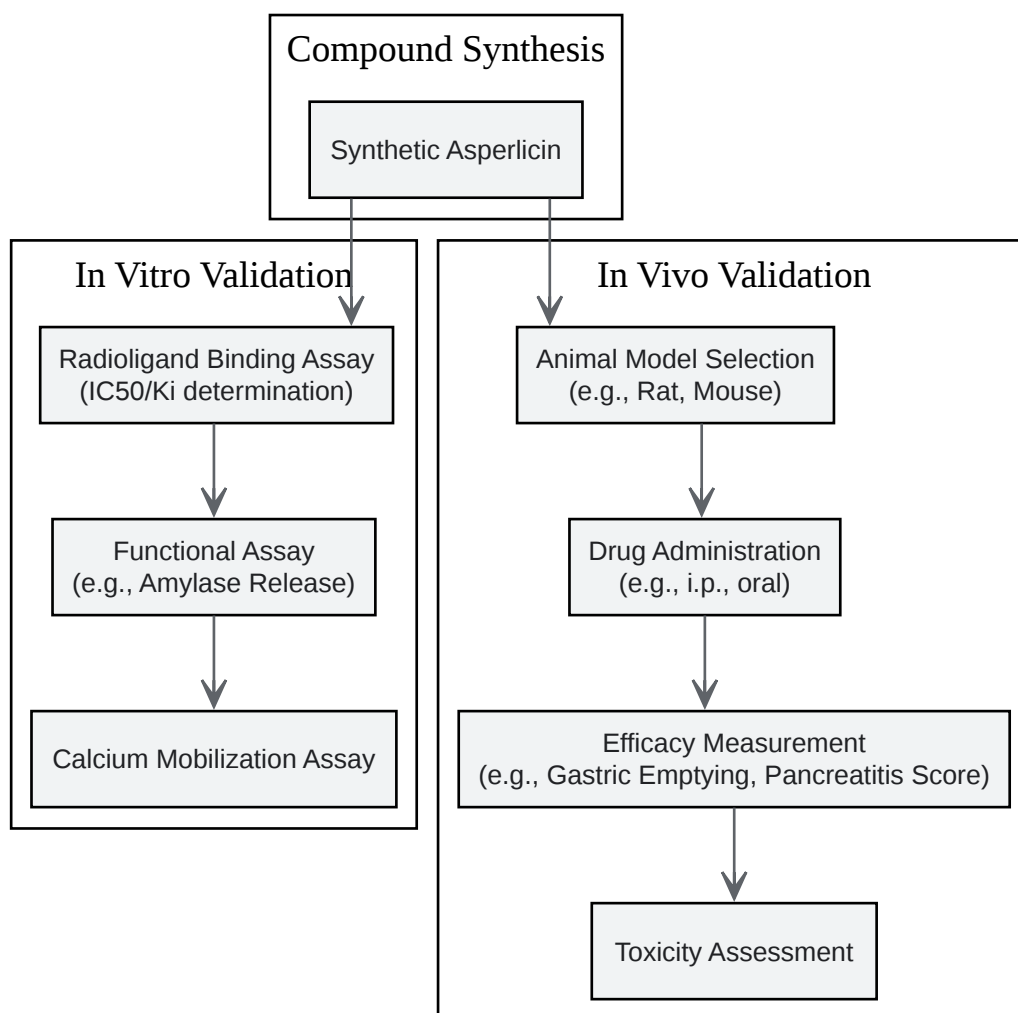 Compound Synthesis
Synthetic Asperlicin
In Vitro Validation
Radioligand Binding Assay
(IC50/Ki determination)
Functional Assay
(e.g., Amylase Release)
Calcium Mobilization Assay
In Vivo Validation
Animal Model Selection
(e.g., Rat, Mouse)
Drug Administration
(e.g., i.p., oral)
Efficacy Measurement
(e.g., Gastric Emptying, Pancreatitis Score)
Toxicity Assessment